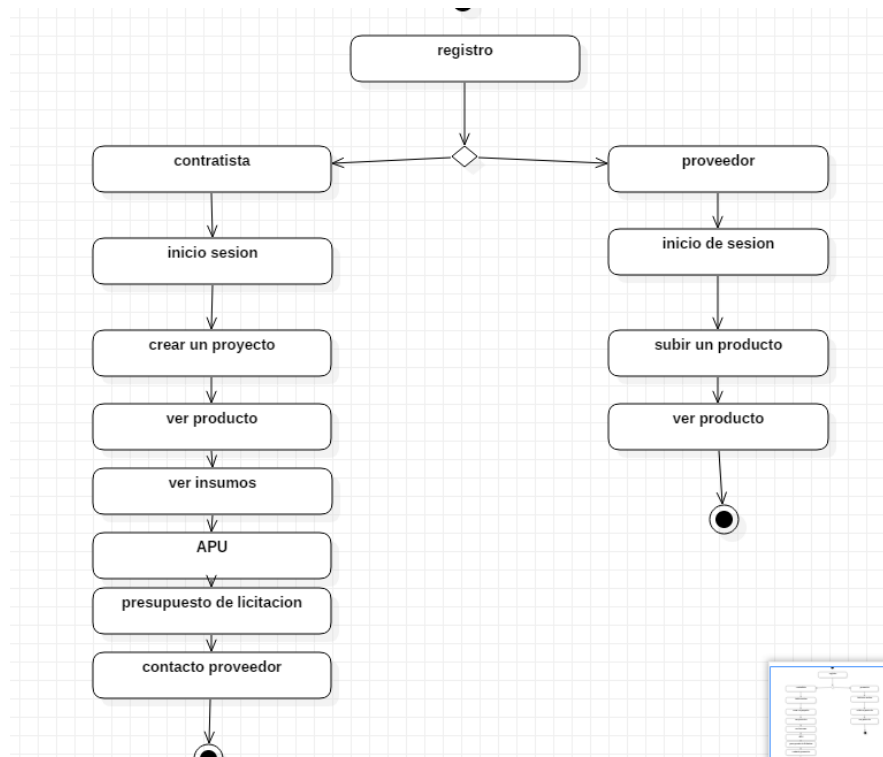 registro
contratista
proveedor
inicio sesion
inicio de sesion
crear un proyecto
subir un producto
ver producto
ver producto
ver insumos
APU
presupuesto de licitacion
contacto proveedor